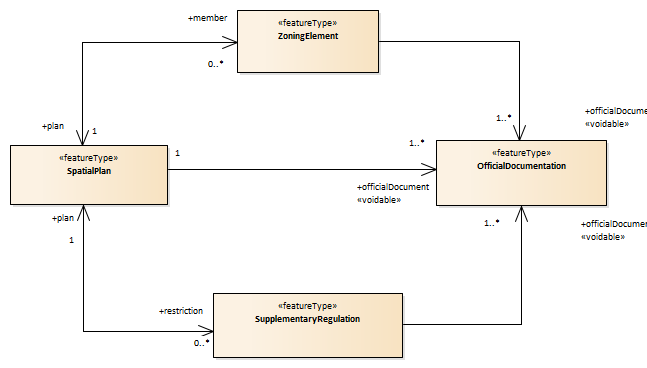 +member
«featureType»
ZoningElement
0..*
+plan
1
1..*
+officialDocume
«voidable»
«featureType»
SpatialPlan
1
1..*
«featureType»
OfficialDocumentation
+officialDocument
«voidable»
+plan
1
1..*
+officialDocument
«voidable»
+restriction
0..*
«featureType»
SupplementaryRegulation